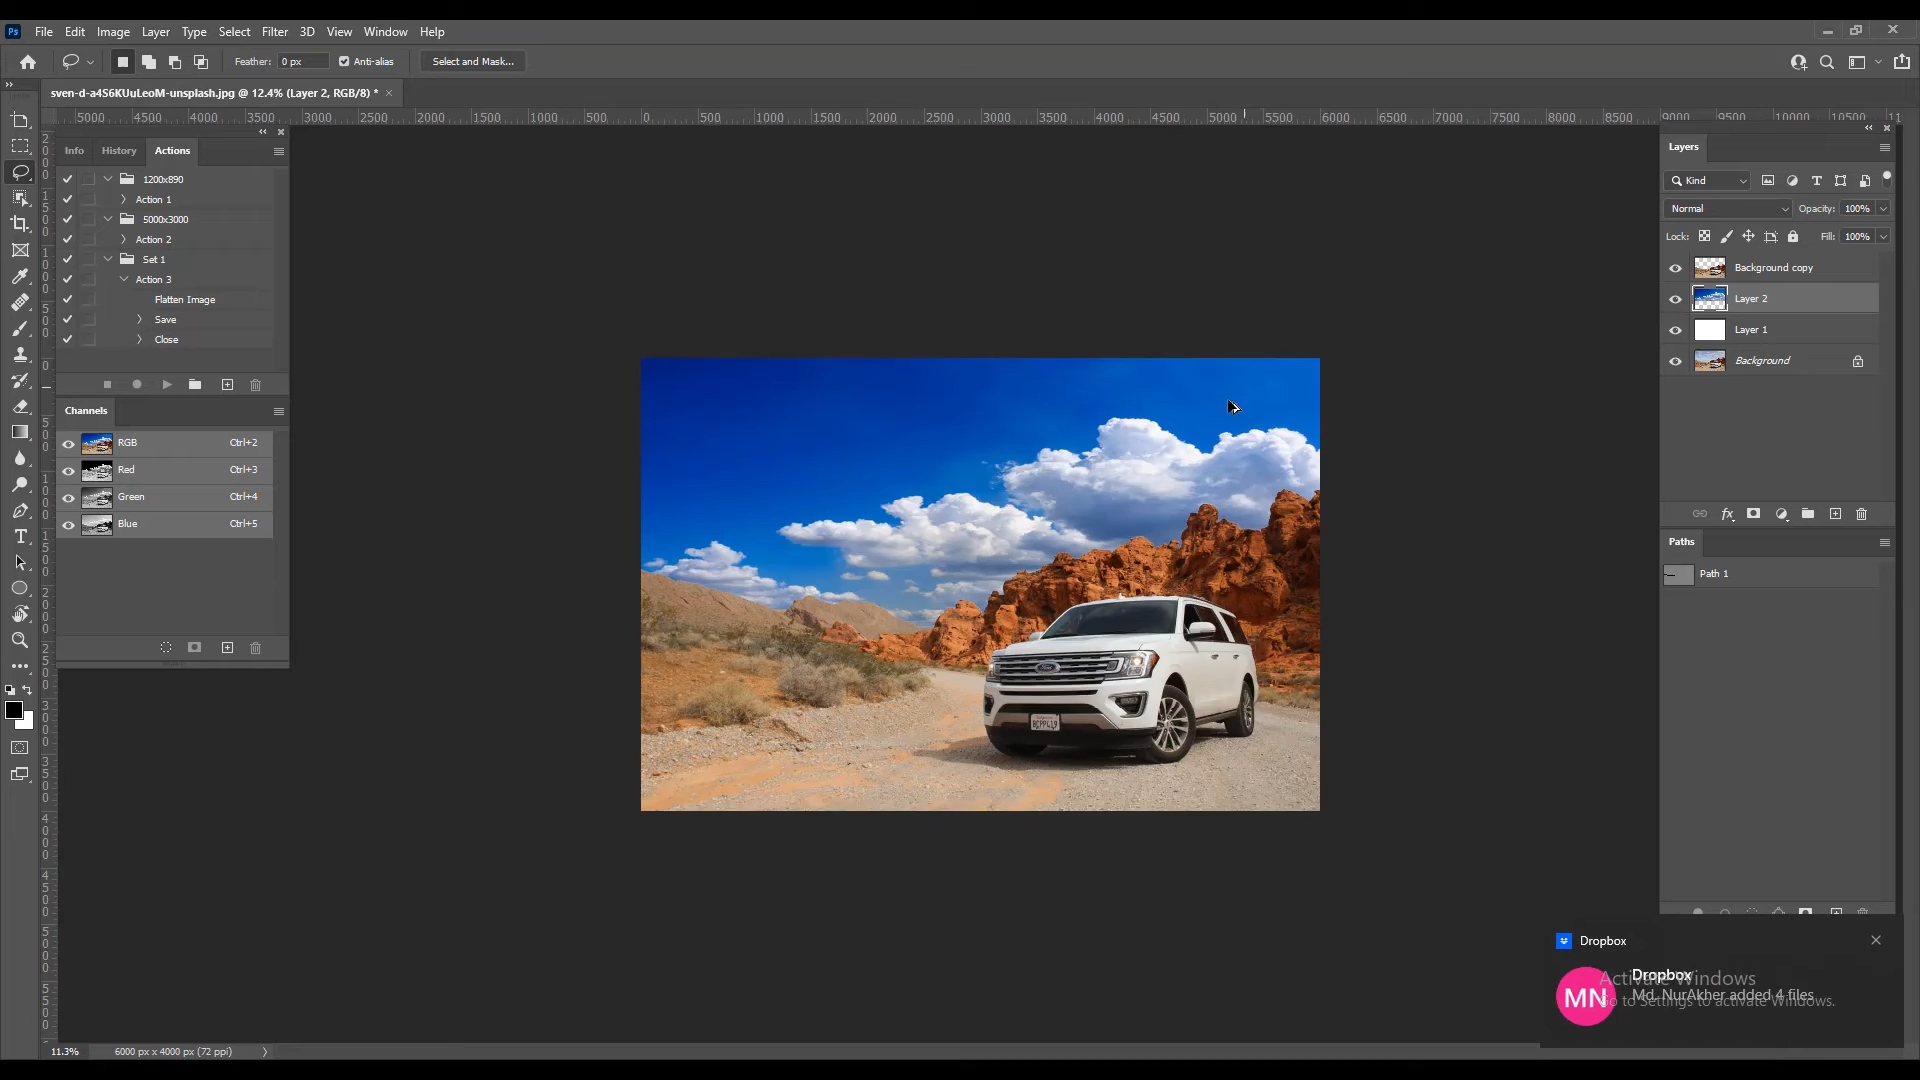 Ps File Edit Image Layer Type Select Filter 3D View Window Help
Feather: 0 px Anti-alias Select and Mask...
sven-d-a4S6KUuLeoM-unsplash.jpg @ 12.4% (Layer 2, RGB/8) * ×
5000 4500 4000 3500 3000 2500 2000 1500 1000 500 0 500 1000 1500 2000 2500 3000 3500 4000 4500 5000 5500 6000 6500 7000 7500 8000 8500 9000 9500 10000 10500 11
Info History Actions
1200x890
Action 1
5000x3000
Action 2
Set 1
Action 3
Flatten Image
Save
Close
Channels
RGB Ctrl+2
Red Ctrl+3
Green Ctrl+4
Blue Ctrl+5
Ford
8CPP419
Layers
Kind
Normal Opacity: 100%
Lock: Fill: 100%
Background copy
Layer 2
Layer 1
Background
fx
Paths
Path 1
Dropbox
MN
Dropbox
Md. NurAkher added 4 files
Activate Windows
Go to Settings to activate Windows.
11.3% 6000 px x 4000 px (72 ppi)